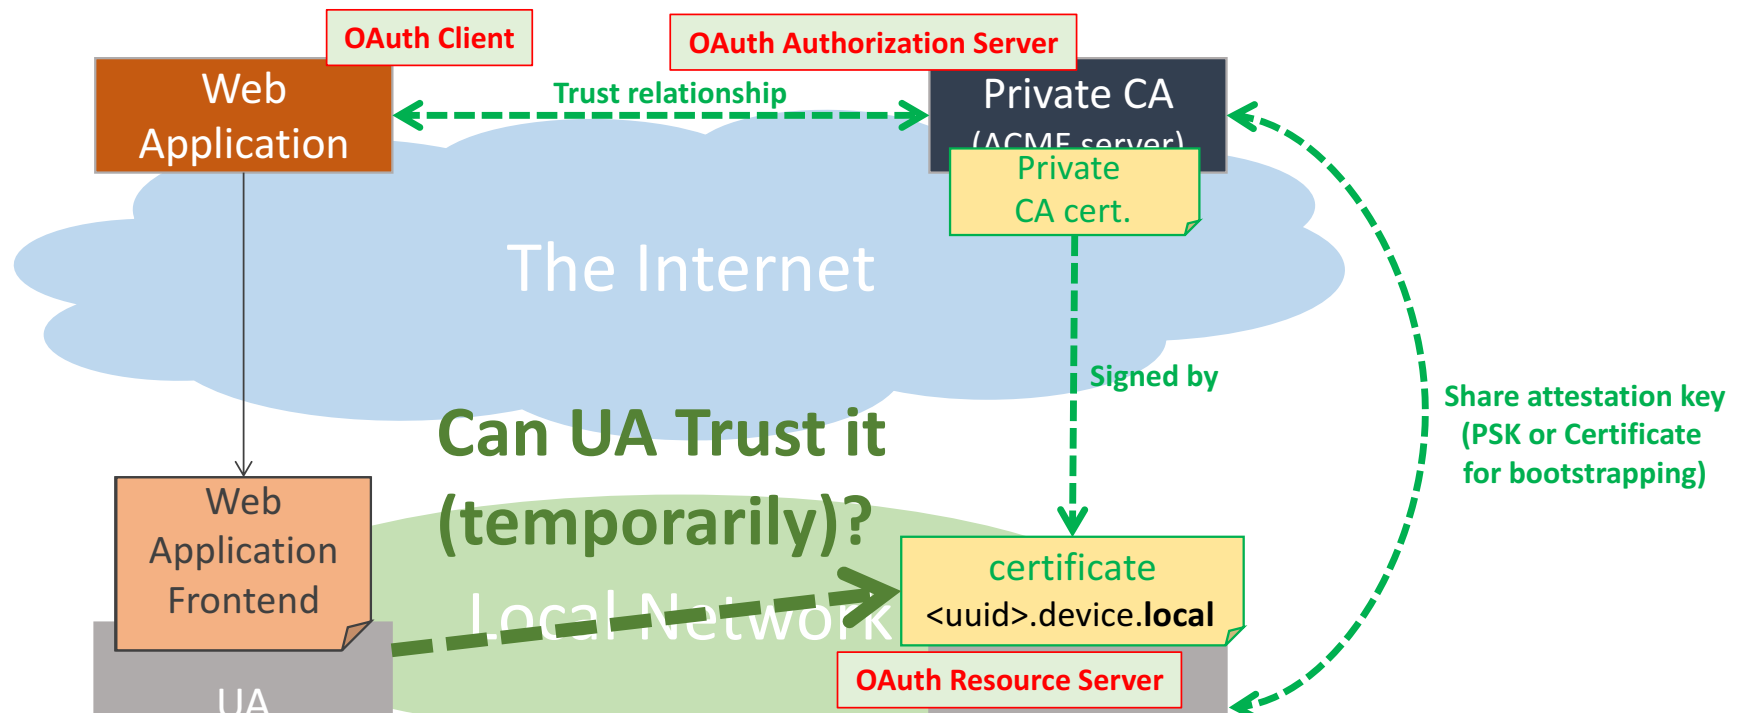 OAuth Client
OAuth Authorization Server
Web
Application
Trust relationship
Private CA
(ACME server)
Private
CA cert.
The Internet
Signed by
Share attestation key
(PSK or Certificate
for bootstrapping)
Can UA Trust it
(temporarily)?
Web
Application
Frontend
Local Network
certificate
<uuid>.device.local
OAuth Resource Server
UA